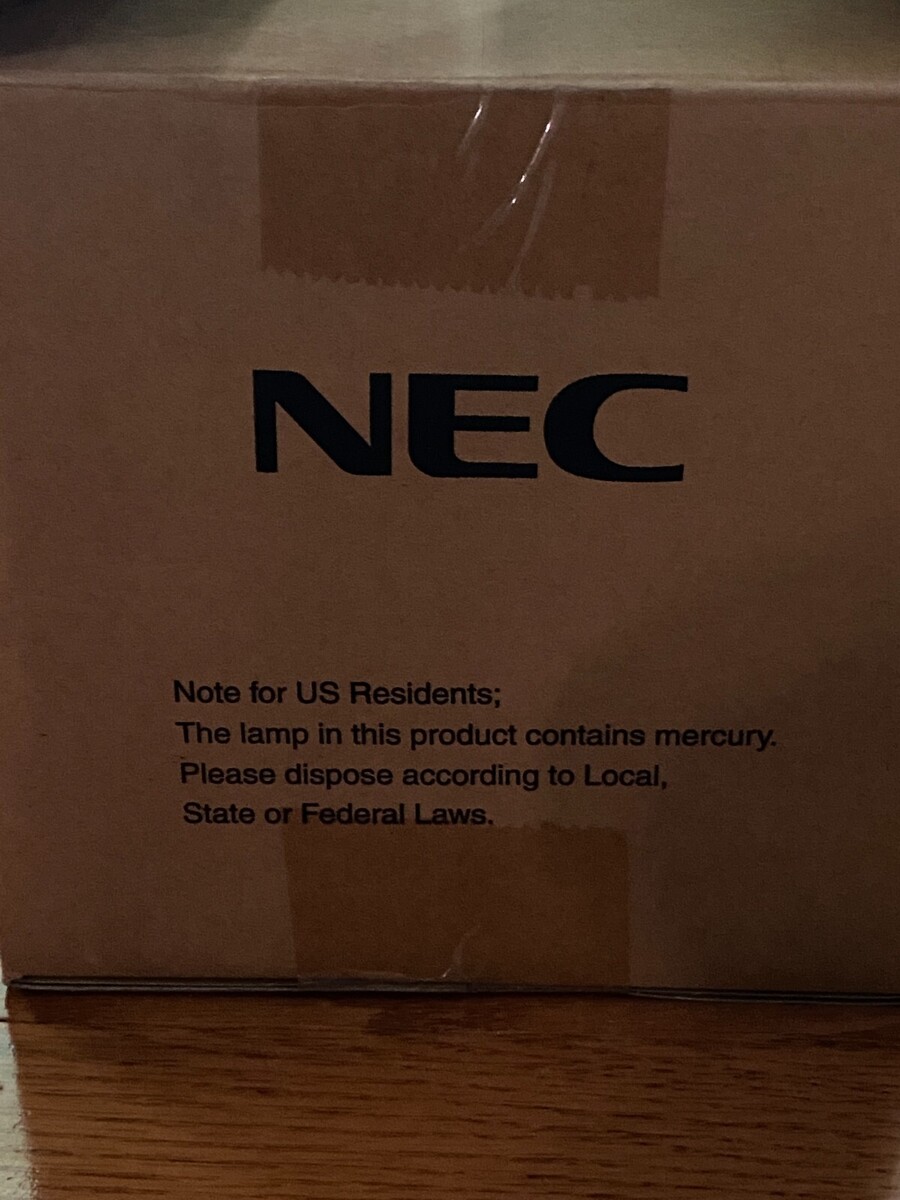 NEC
Note for US Residents;
The lamp in this product contains mercury.
Please dispose according to Local,
State or Federal Laws.